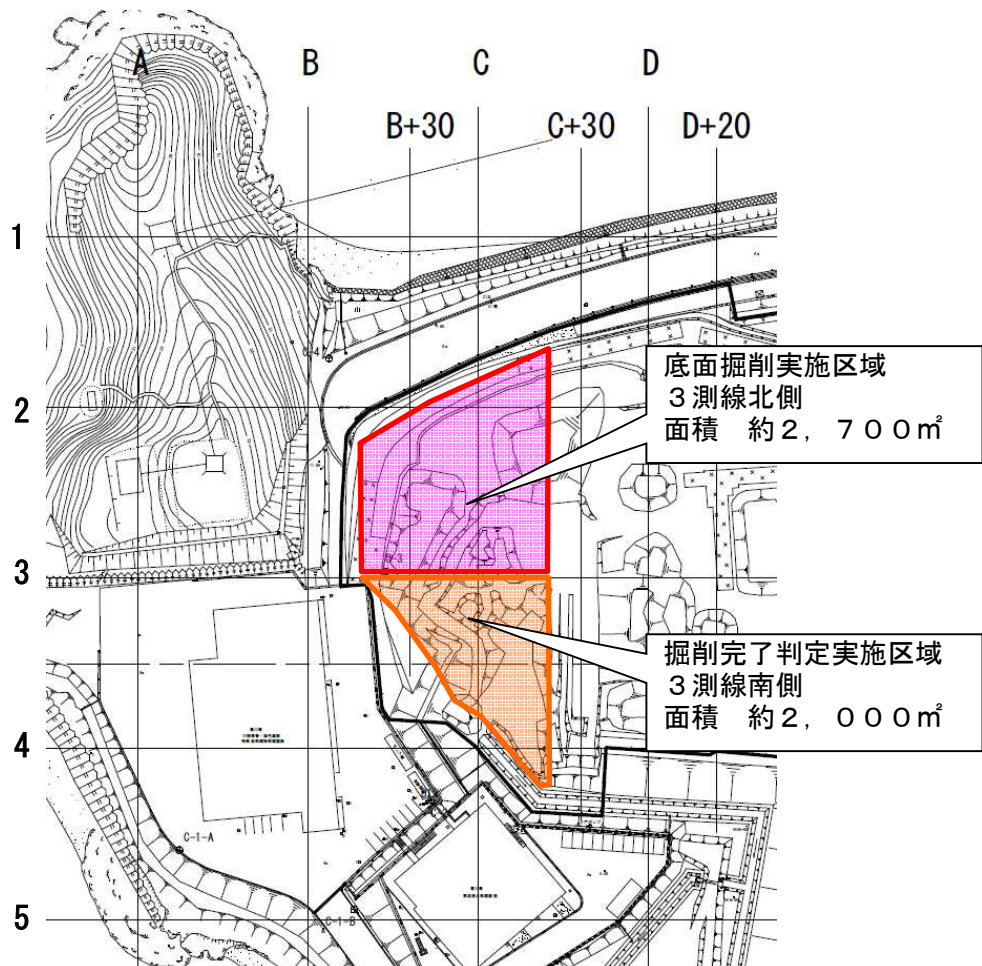 A
B
C
D
B+30
C+30
D+20
1
2
底面掘削実施区域
3測線北側
面積 約2,700㎡
3
掘削完了判定実施区域
3測線南側
面積 約2,000㎡
4
C-1-A
5
C-1-B